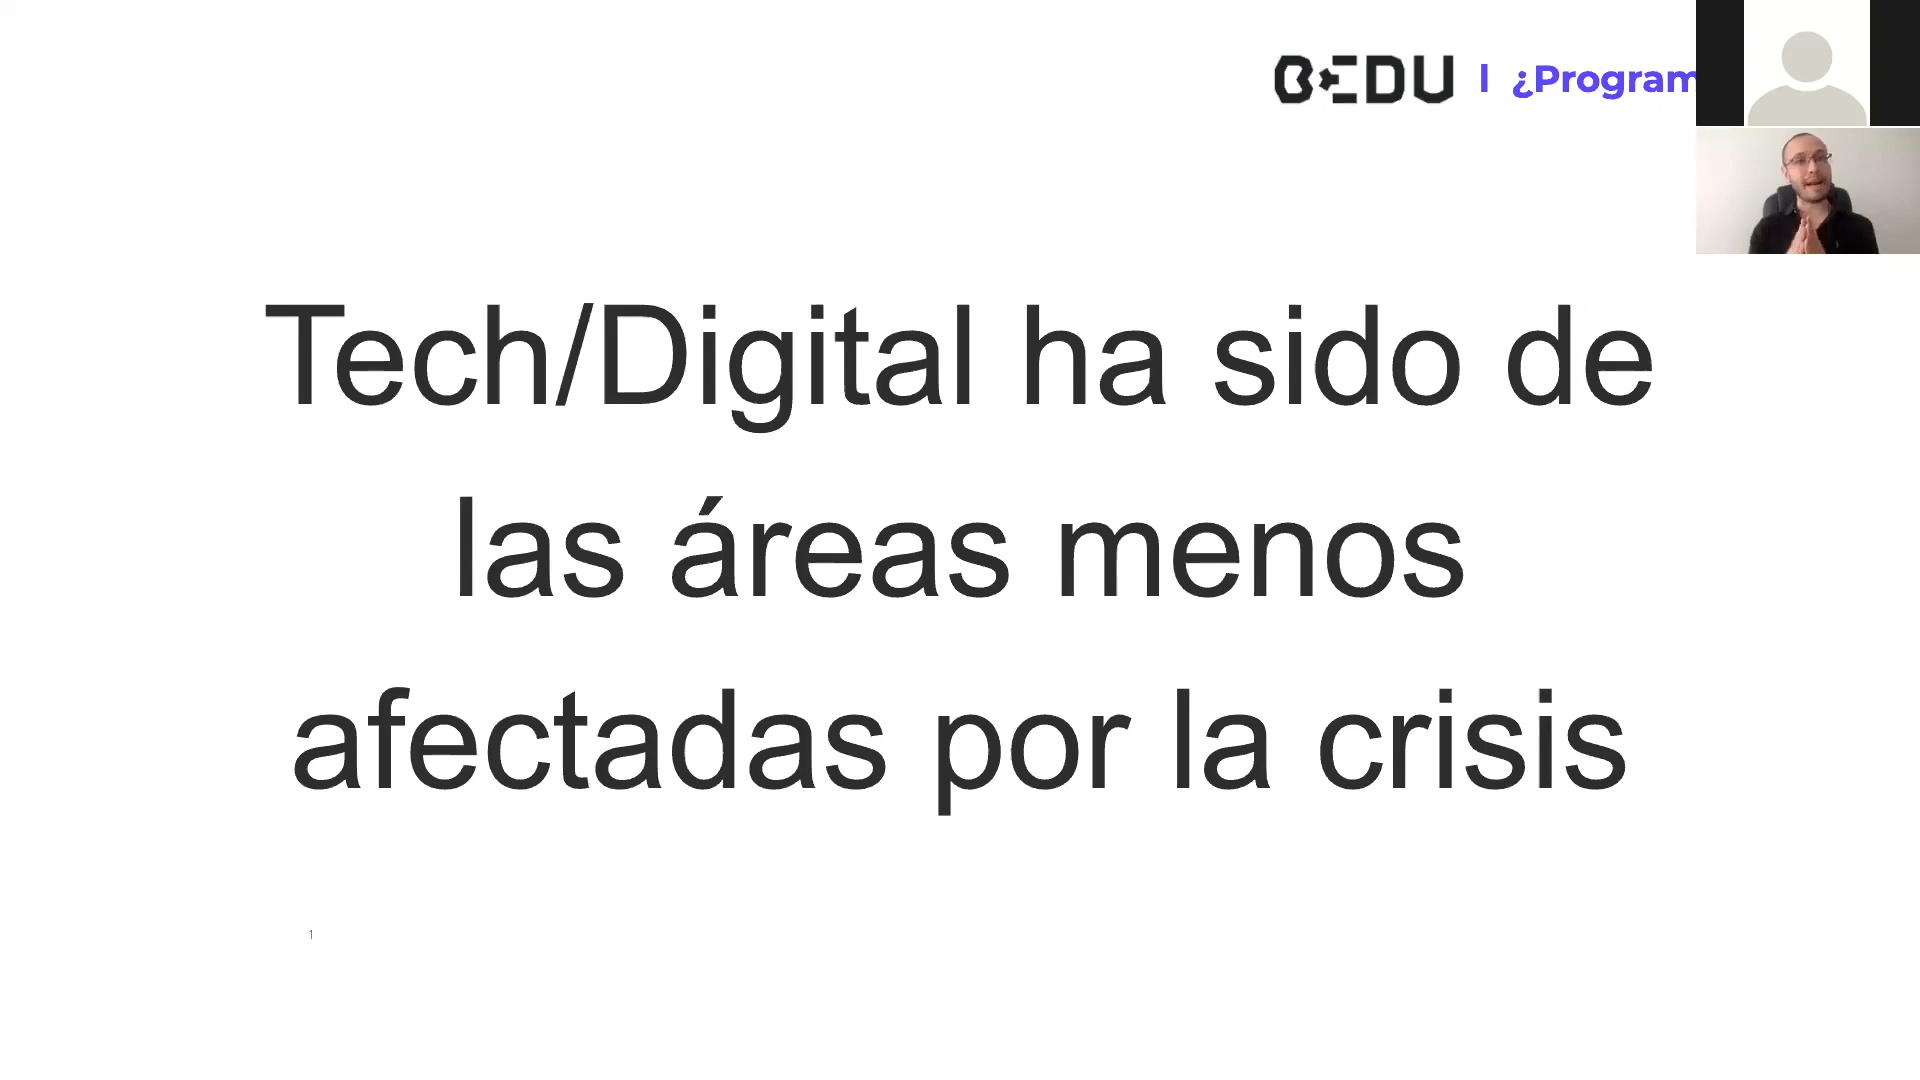 BEDU | ¿Program
Tech/Digital ha sido de
las áreas menos
afectadas por la crisis
1